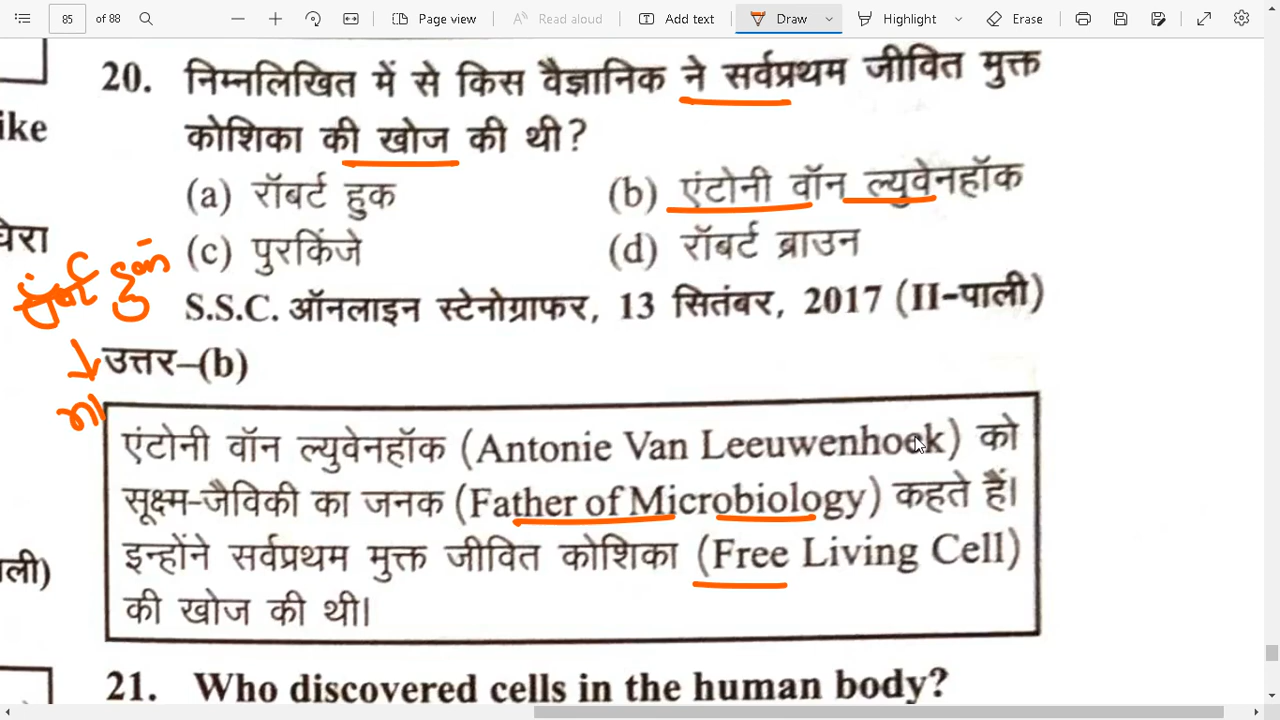 85 of 88 Page view Read aloud Add text Draw Highlight Erase
20. निम्नलिखित में से किस वैज्ञानिक ने सर्वप्रथम जीवित मुक्त
ike कोशिका की खोज की थी?
(a) रॉबर्ट हुक (b) एंटोनी वॉन ल्युवेनहॉक
(c) पुरकिंजे (d) रॉबर्ट ब्राउन
S.S.C. ऑनलाइन स्टेनोग्राफर, 13 सितंबर, 2017 (II-पाली)
उत्तर–(b)
एंटोनी वॉन ल्युवेनहॉक (Antonie Van Leeuwenhoek) को
सूक्ष्म-जैविकी का जनक (Father of Microbiology) कहते हैं।
इन्होंने सर्वप्रथम मुक्त जीवित कोशिका (Free Living Cell)
की खोज की थी।
21. Who discovered cells in the human body?